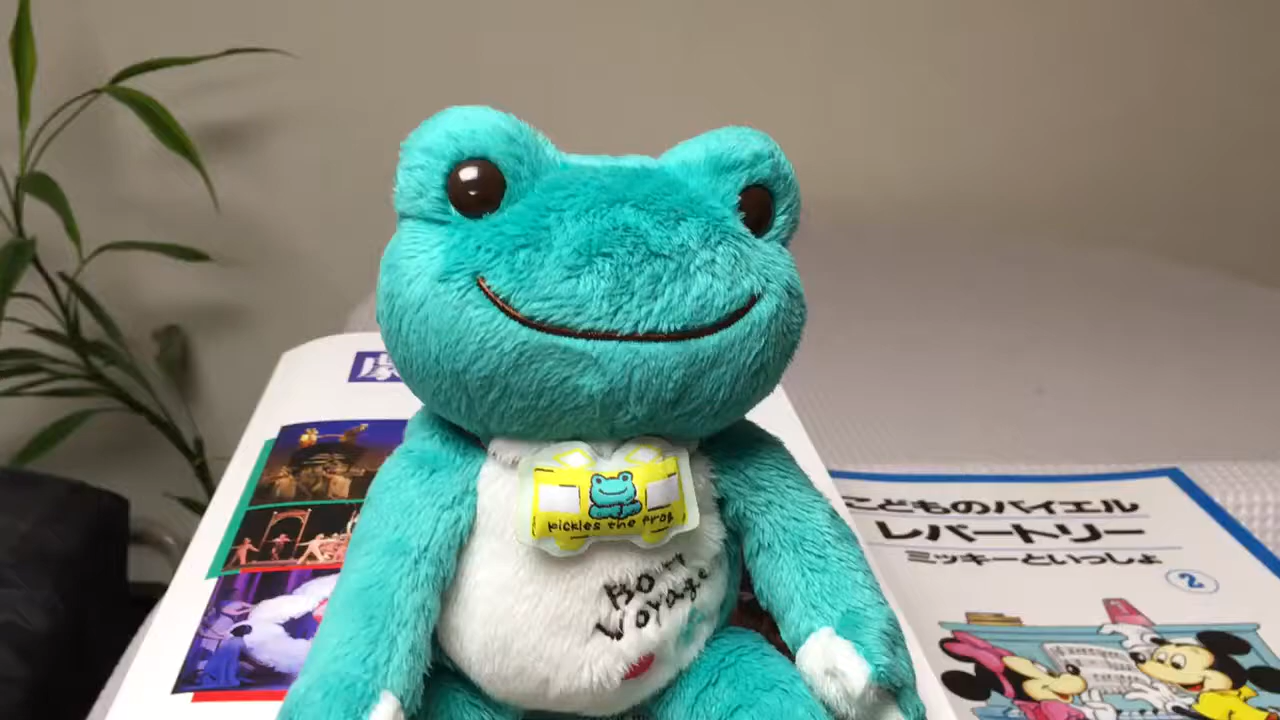 pickles the frog
Bon
Voyage
こどものバイエル
レパートリー
ミッキーといっしょ
2